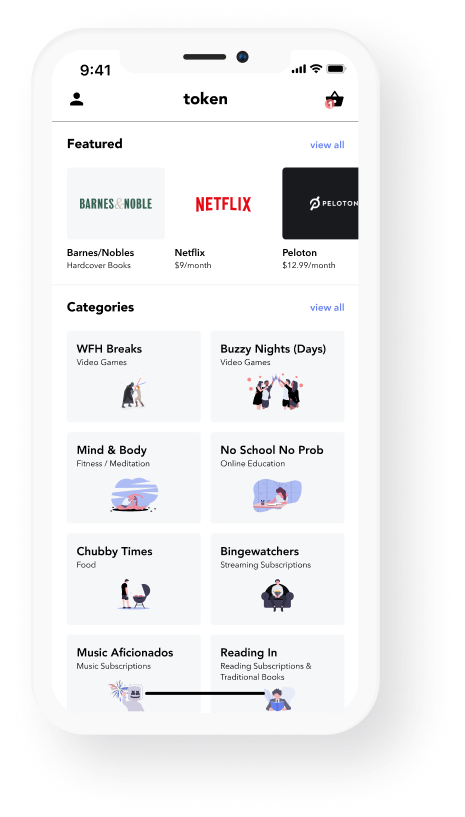 9:41
token
1
Featured
view all
BARNES&NOBLE
NETFLIX
PELOTON
Barnes/Nobles
Netflix
Peloton
Hardcover Books
$9/month
$12.99/month
Categories
view all
WFH Breaks
Video Games
Buzzy Nights (Days)
Video Games
Mind & Body
Fitness / Meditation
No School No Prob
Online Education
Chubby Times
Food
Bingewatchers
Streaming Subscriptions
Music Aficionados
Music Subscriptions
Reading In
Reading Subscriptions &
Traditional Books